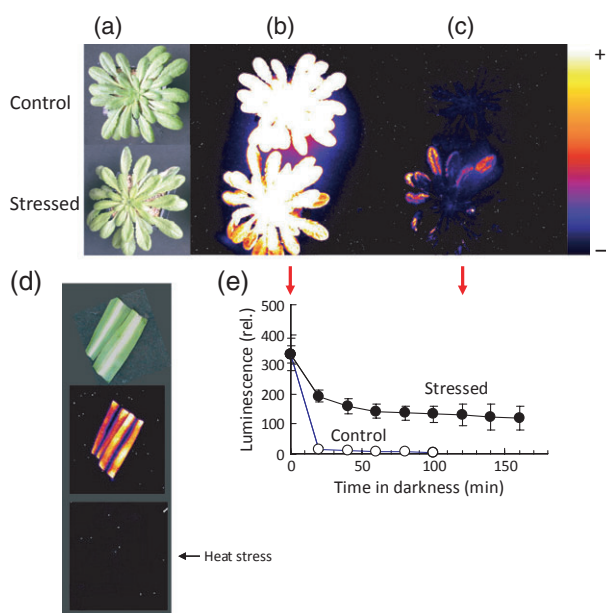 (a)
(b)
(c)
Control
Stressed
+
−
(d)
(e)
Luminescence (rel.)
500
400
300
200
100
0
Stressed
Control
0
50
100
150
Time in darkness (min)
Heat stress